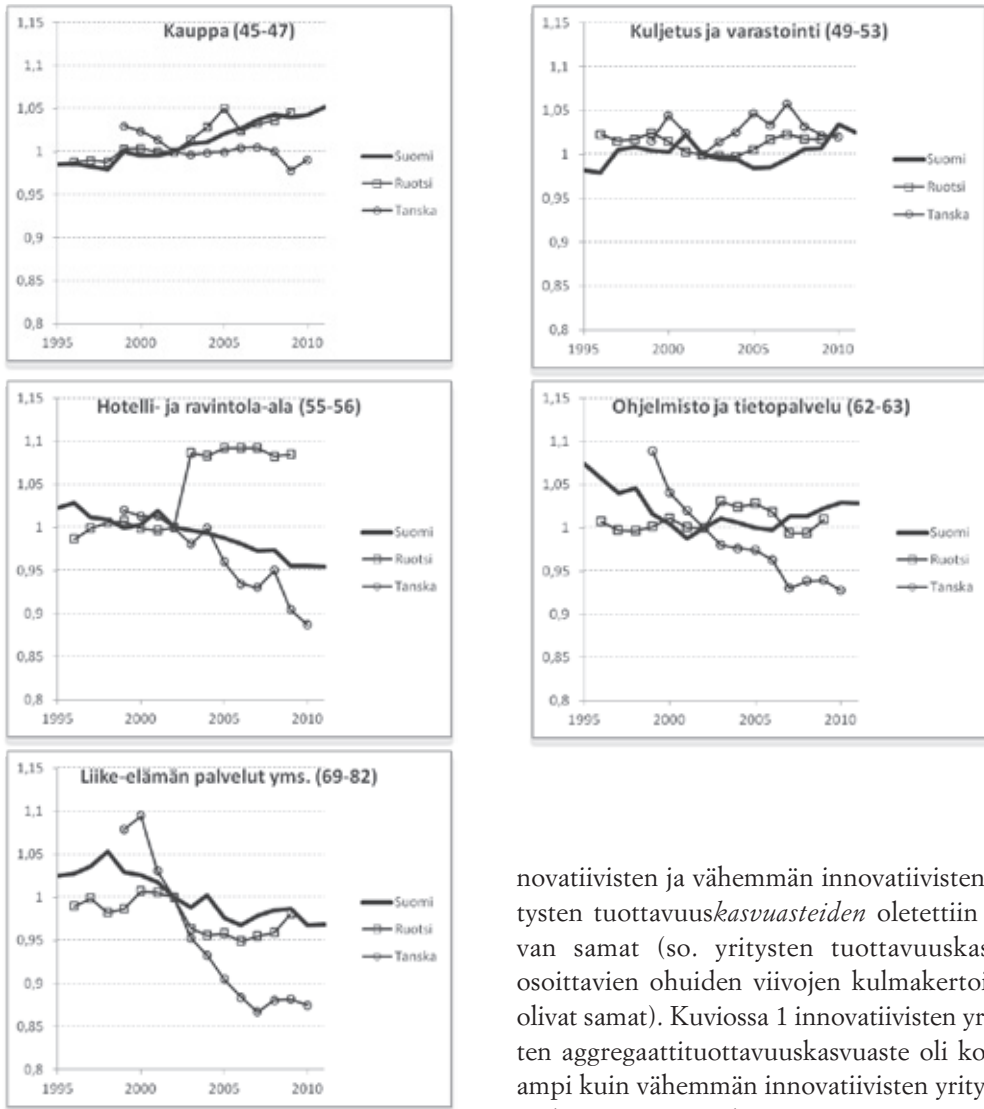 Kauppa (45-47)
1,15
1,1
1,05
1
0,95
0,9
0,85
0,8
1995 2000 2005 2010
Suomi
Ruotsi
Tanska
Kuljetus ja varastointi (49-53)
1,15
1,1
1,05
1
0,95
0,9
0,85
0,8
1995 2000 2005 2010
Suomi
Ruotsi
Tanska
Hotelli- ja ravintola-ala (55-56)
1,15
1,1
1,05
1
0,95
0,9
0,85
0,8
1995 2000 2005 2010
Suomi
Ruotsi
Tanska
Ohjelmisto ja tietopalvelu (62-63)
1,15
1,1
1,05
1
0,95
0,9
0,85
0,8
1995 2000 2005 2010
Suomi
Ruotsi
Tanska
Liike-elämän palvelut yms. (69-82)
1,15
1,1
1,05
1
0,95
0,9
0,85
0,8
Suomi
Ruotsi
Tanska
novatiivisten ja vähemmän innovatiivisten
tysten tuottavuuskasvuasteiden oletettiin
van samat (so. yritysten tuottavuuskas
osoittavien ohuiden viivojen kulmakertoi
olivat samat). Kuviossa 1 innovatiivisten yr
ten aggregaattituottavuuskasvuaste oli ko
ampi kuin vähemmän innovatiivisten yrity